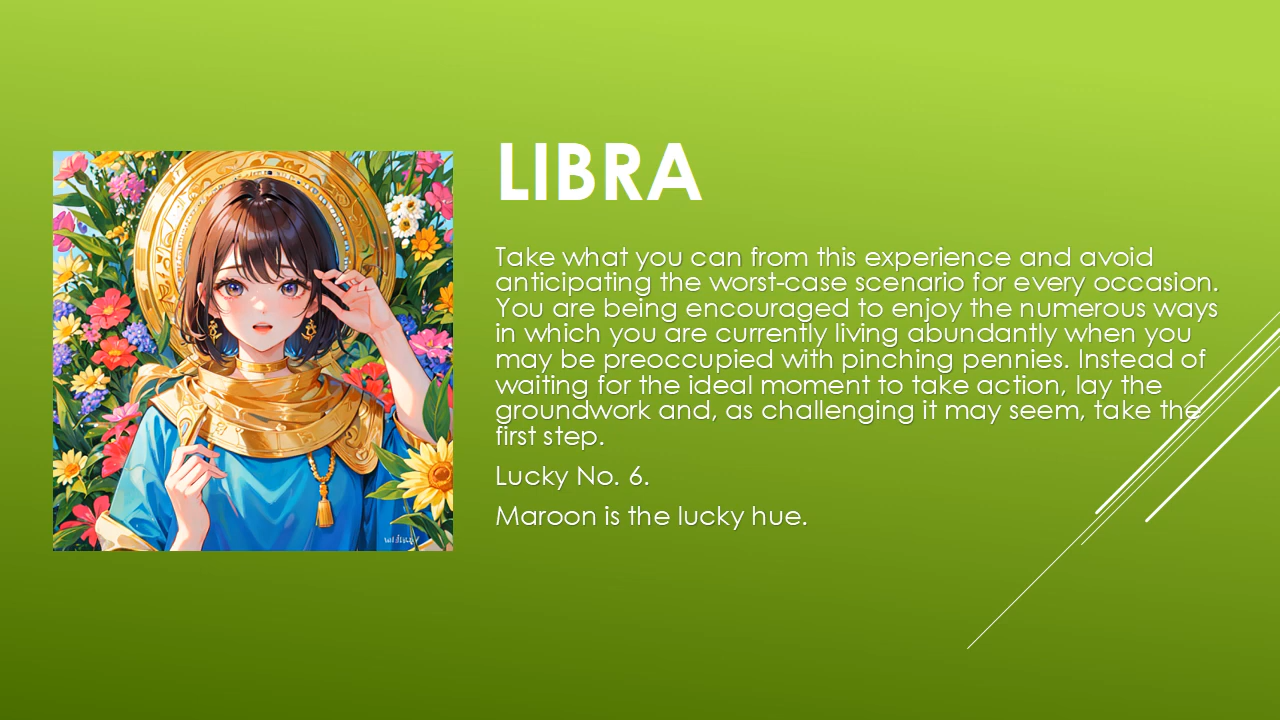 LIBRA
Take what you can from this experience and avoid
anticipating the worst-case scenario for every occasion.
You are being encouraged to enjoy the numerous ways
in which you are currently living abundantly when you
may be preoccupied with pinching pennies. Instead of
waiting for the ideal moment to take action, lay the
groundwork and, as challenging it may seem, take the
first step.
Lucky No. 6.
Maroon is the lucky hue.